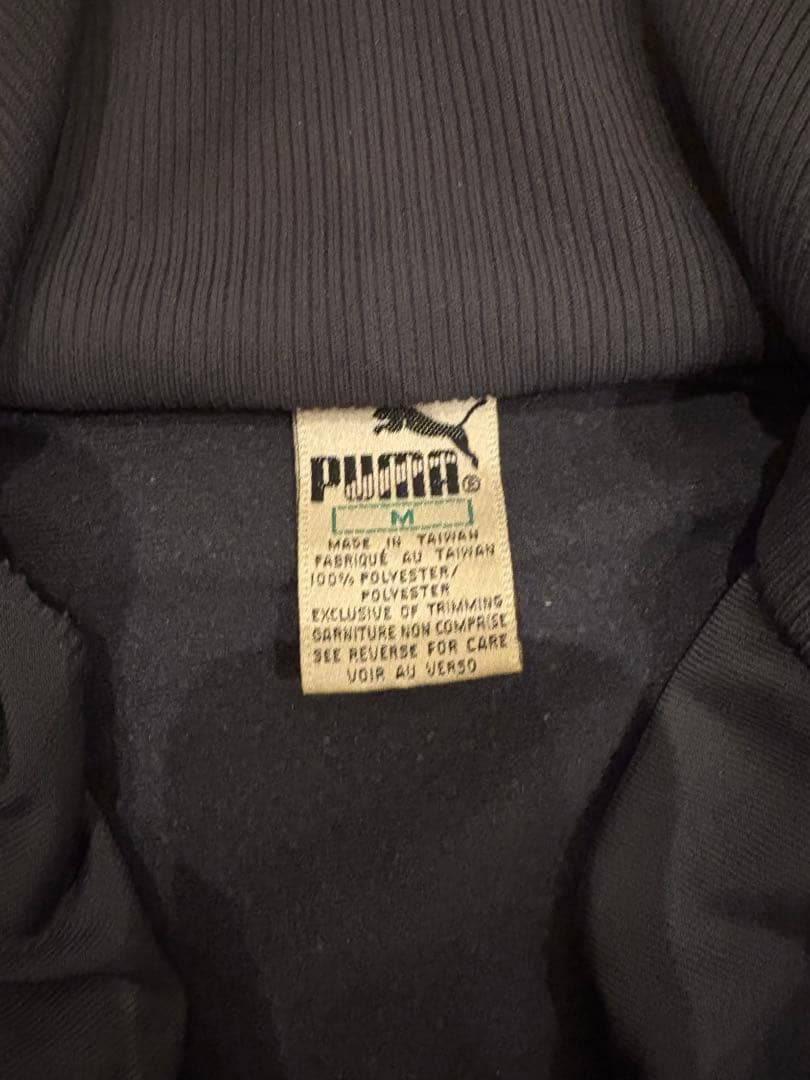 PUMA®
M
MADE IN TAIWAN
FABRIQUÉ AU TAIWAN
100% POLYESTER/
POLYESTER
EXCLUSIVE OF TRIMMING
GARNITURE NON COMPRISE
SEE REVERSE FOR CARE
VOIR AU VERSO